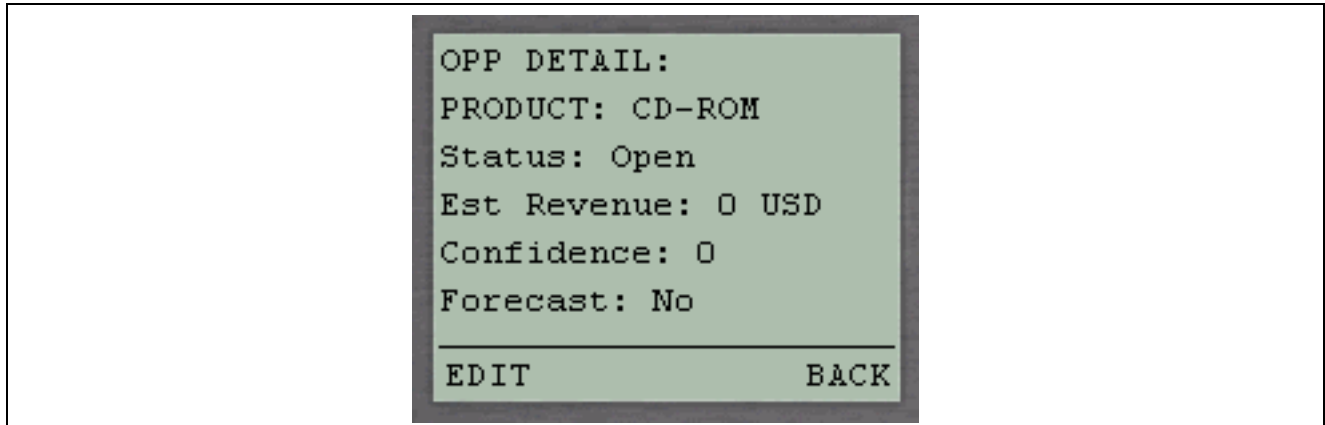 OPP DETAIL:
PRODUCT: CD-ROM
Status: Open
Est Revenue: 0 USD
Confidence: 0
Forecast: No
EDIT BACK